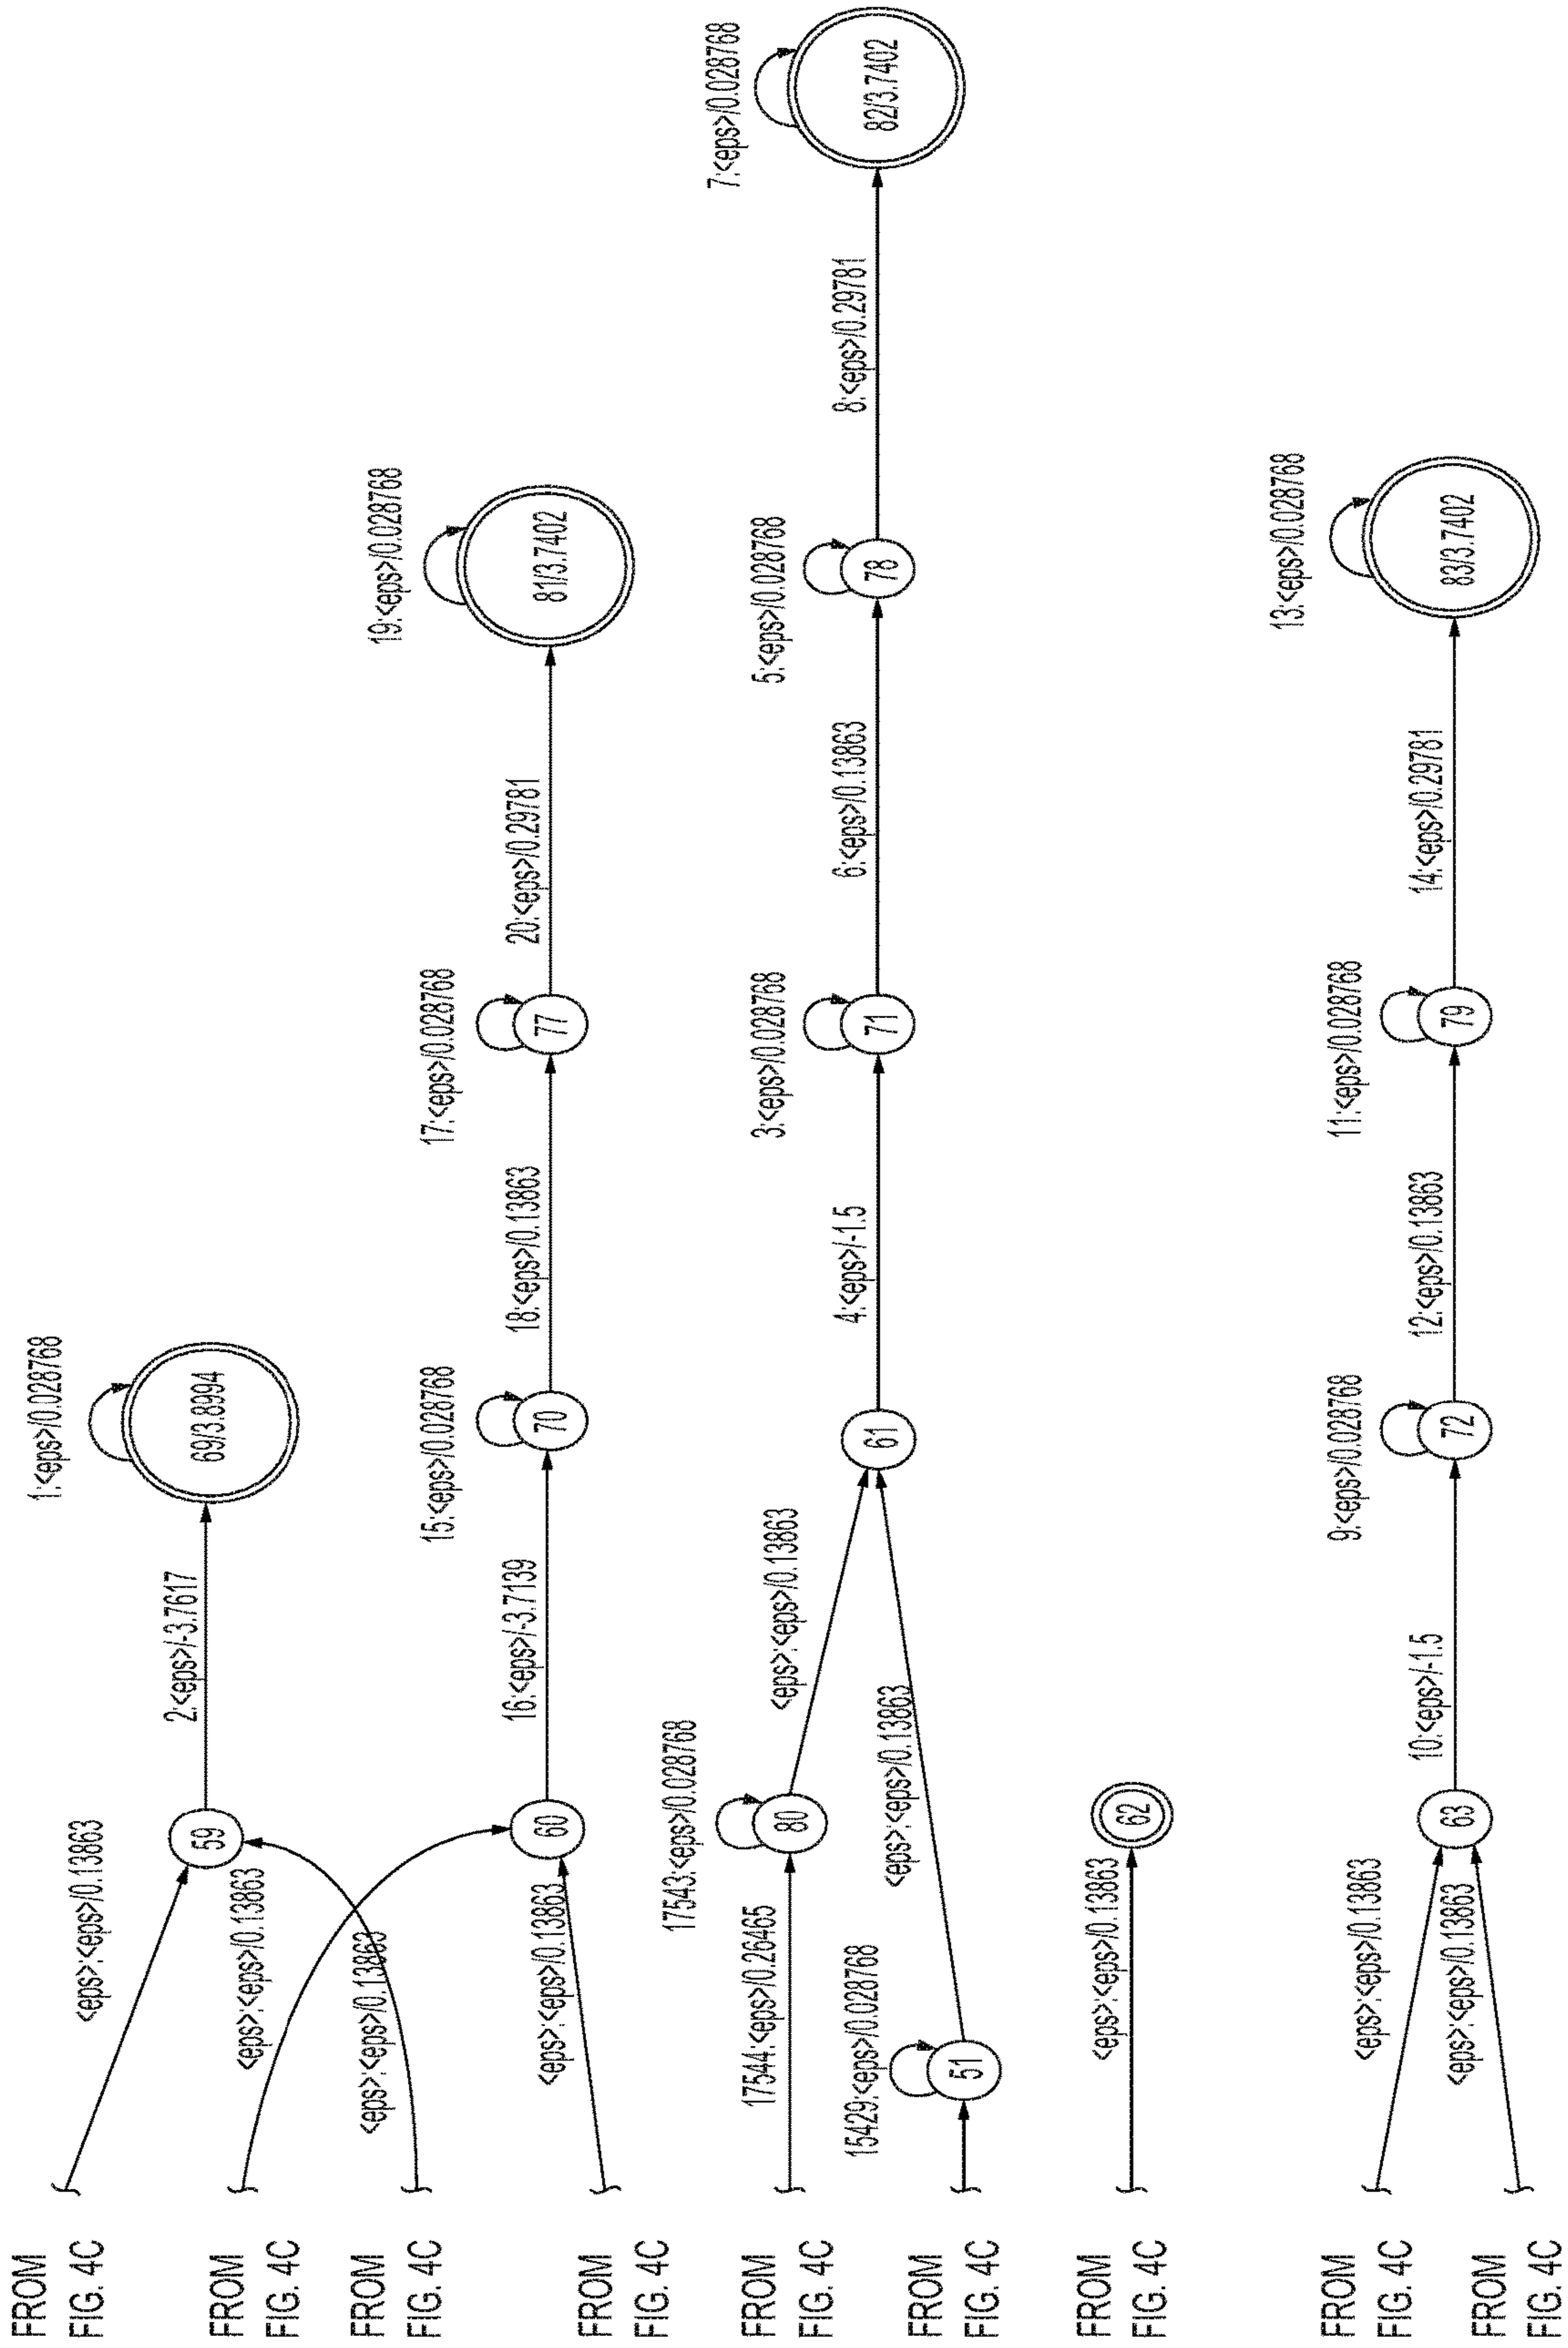 FROM
FIG. 4C
<eps>:<eps>/0.13863
59
2:<eps>/-3.7617
69/3.8994
1:<eps>/0.028768
FROM
FIG. 4C
<eps>:<eps>/0.13863
FROM
FIG. 4C
<eps>:<eps>/0.13863
FROM
FIG. 4C
<eps>:<eps>/0.13863
60
16:<eps>/-3.7139
70
15:<eps>/0.028768
18:<eps>/0.13863
77
17:<eps>/0.028768
20:<eps>/0.29781
81/3.7402
19:<eps>/0.028768
FROM
FIG. 4C
17544:<eps>/0.26465
80
17543:<eps>/0.028768
<eps>:<eps>/0.13863
FROM
FIG. 4C
51
15429:<eps>/0.028768
<eps>:<eps>/0.13863
61
4:<eps>/-1.5
71
3:<eps>/0.028768
6:<eps>/0.13863
78
5:<eps>/0.028768
8:<eps>/0.29781
82/3.7402
7:<eps>/0.028768
FROM
FIG. 4C
<eps>:<eps>/0.13863
62
FROM
FIG. 4C
<eps>:<eps>/0.13863
FROM
FIG. 4C
<eps>:<eps>/0.13863
63
10:<eps>/-1.5
72
9:<eps>/0.028768
12:<eps>/0.13863
79
11:<eps>/0.028768
14:<eps>/0.29781
83/3.7402
13:<eps>/0.028768